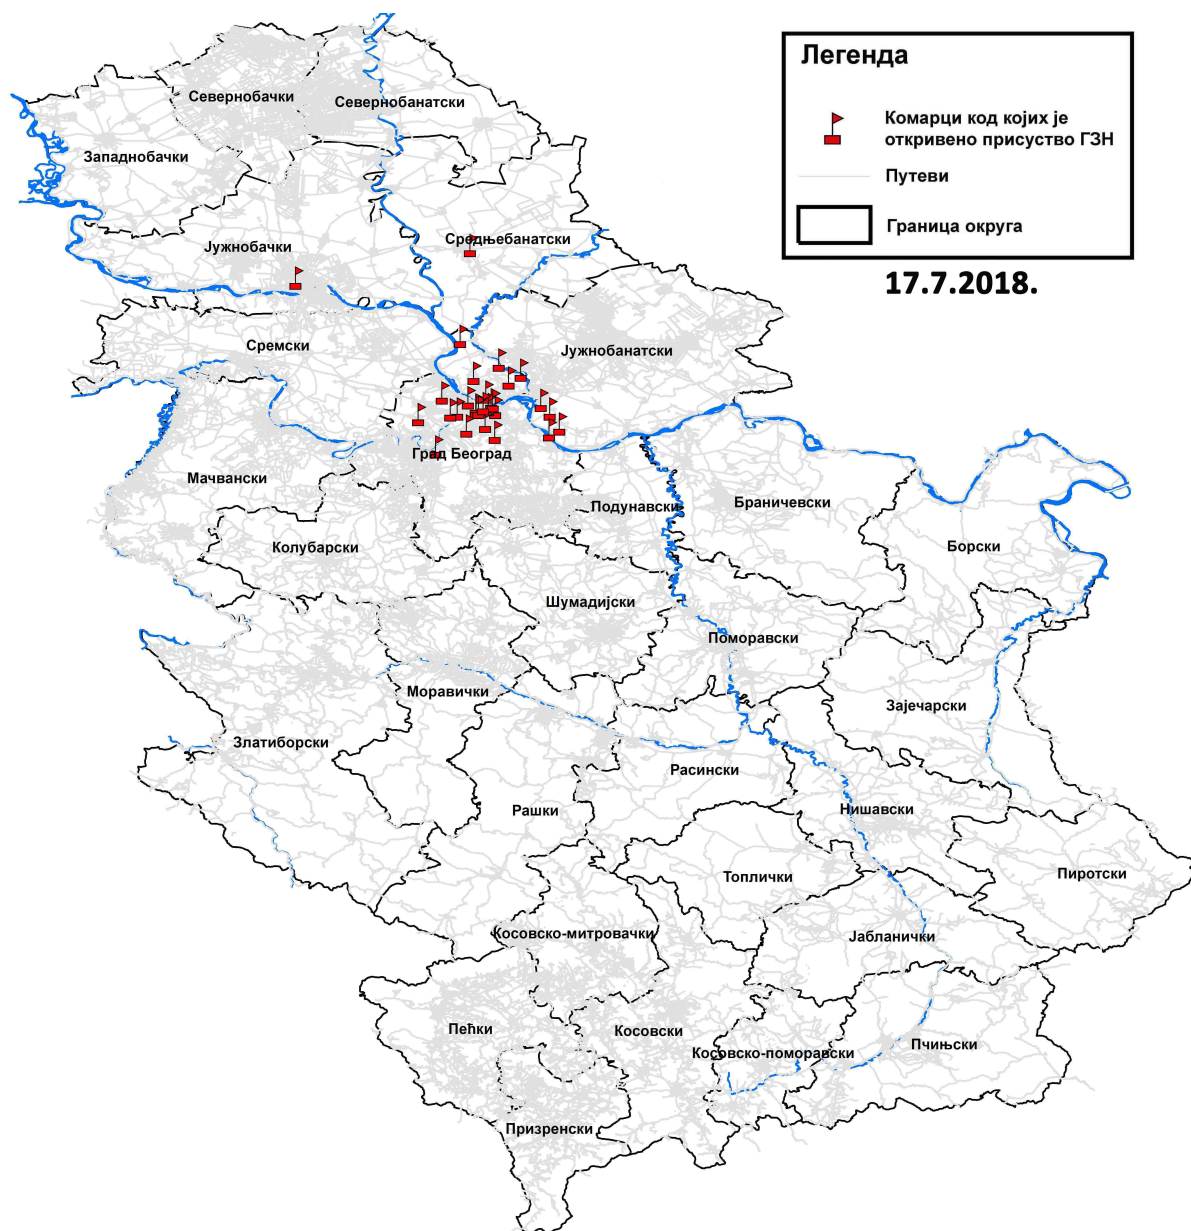 Легенда
Комарци код којих је
откривено присуство ГЗН
Путеви
Граница округа
17.7.2018.
Севернобачки
Севернобанатски
Западнобачки
Јужнобачки
Средњебанатски
Сремски
Јужнобанатски
Град Београд
Мачвански
Подунавски
Браничевски
Колубарски
Борски
Шумадијски
Поморавски
Моравички
Зајечарски
Златиборски
Расински
Рашки
Нишавски
Топлички
Пиротски
Косовско-митровачки
Јабланички
Пећки
Косовски
Косовско-поморавски
Пчињски
Призренски